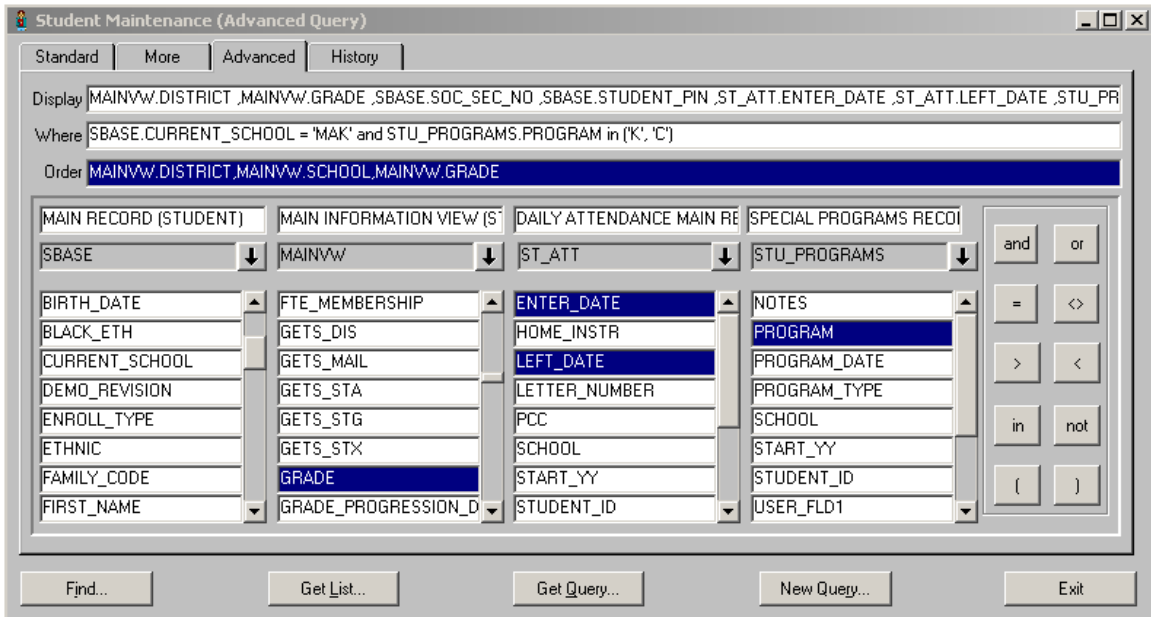 Student Maintenance (Advanced Query)
Standard More Advanced History
Display MAINVW.DISTRICT ,MAINVW.GRADE ,SBASE.SOC_SEC_NO ,SBASE.STUDENT_PIN ,ST_ATT.ENTER_DATE ,ST_ATT.LEFT_DATE ,STU_PR
Where SBASE.CURRENT_SCHOOL = 'MAK' and STU_PROGRAMS.PROGRAM in ('K', 'C')
Order MAINVW.DISTRICT,MAINVW.SCHOOL,MAINVW.GRADE
MAIN RECORD (STUDENT) MAIN INFORMATION VIEW (ST DAILY ATTENDANCE MAIN RE SPECIAL PROGRAMS RECO
SBASE MAINVW ST_ATT STU_PROGRAMS and or
BIRTH_DATE FTE_MEMBERSHIP ENTER_DATE NOTES = <>
BLACK_ETH GETS_DIS HOME_INSTR PROGRAM
CURRENT_SCHOOL GETS_MAIL LEFT_DATE PROGRAM_DATE > <
DEMO_REVISION GETS_STA LETTER_NUMBER PROGRAM_TYPE
ENROLL_TYPE GETS_STG PCC SCHOOL in not
ETHNIC GETS_STX SCHOOL START_YY
FAMILY_CODE GRADE START_YY STUDENT_ID ( )
FIRST_NAME GRADE_PROGRESSION_D STUDENT_ID USER_FLD1
Find... Get List... Get Query... New Query... Exit